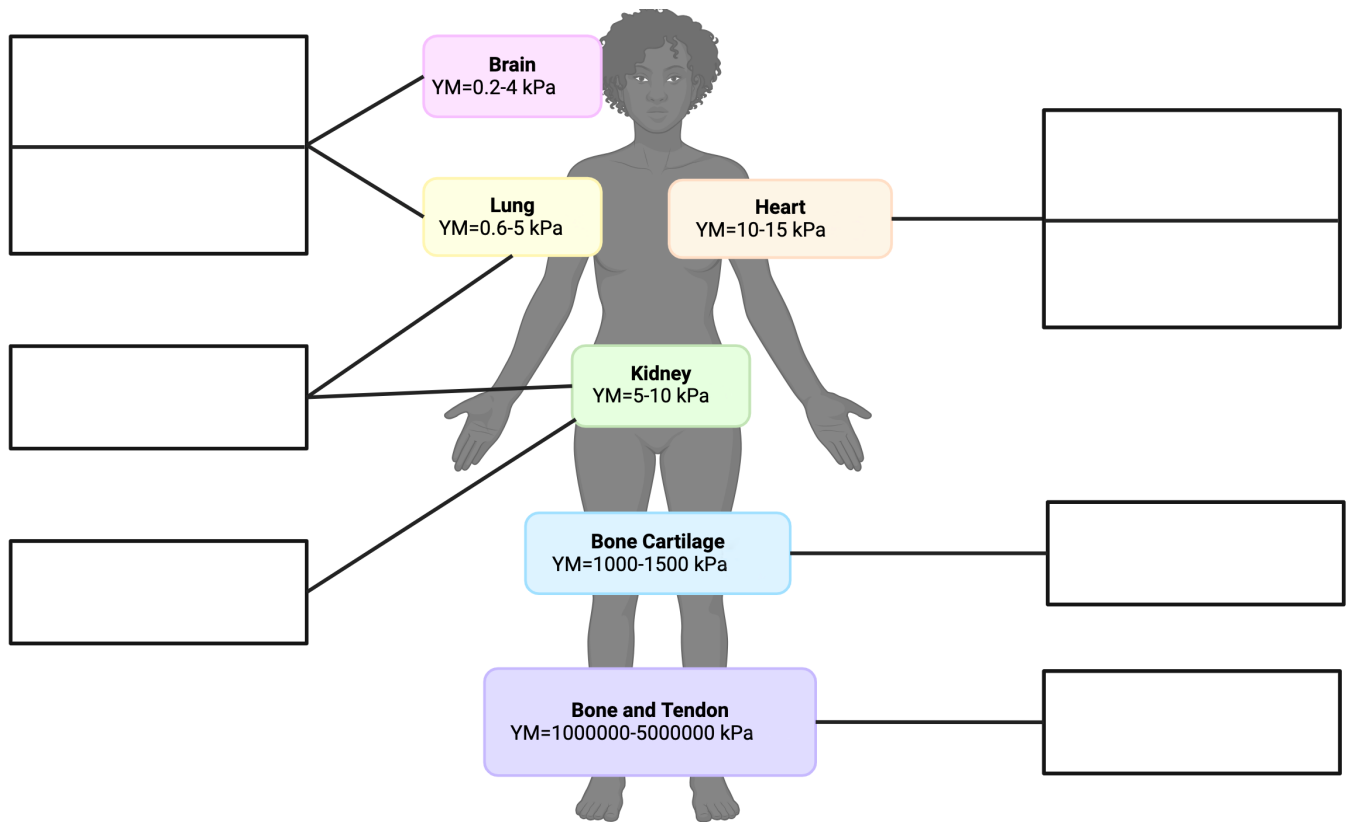 Brain
YM=0.2-4 kPa
Lung
YM=0.6-5 kPa
Heart
YM=10-15 kPa
Kidney
YM=5-10 kPa
Bone Cartilage
YM=1000-1500 kPa
Bone and Tendon
YM=1000000-5000000 kPa